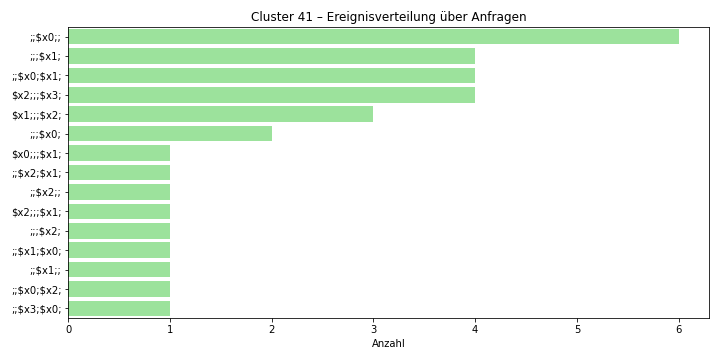 Cluster 41 – Ereignisverteilung über Anfragen
;;$x0;;
;;;$x1;
;;$x0;$x1;
$x2;;;$x3;
$x1;;;$x2;
;;;$x0;
$x0;;;$x1;
;;$x2;$x1;
;;$x2;;
$x2;;;$x1;
;;;$x2;
;;$x1;$x0;
;;$x1;;
;;$x0;$x2;
;;$x3;$x0;
0 1 2 3 4 5 6
Anzahl